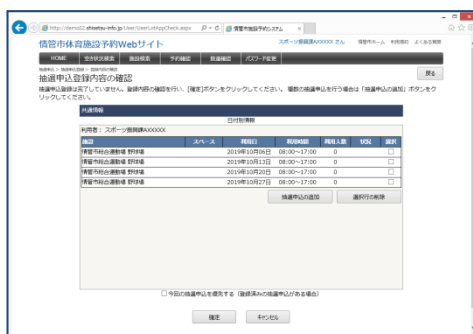 http://demo02.shisetsu-info.jp/User/UserLotAppCheck.aspx
情管市施設予約システム
情管市体育施設予約Webサイト
スポーツ振興課AXXXXX さん
情管市ホーム 利用規約 よくある質問
HOME 空き状況検索 施設検索 予約確認 抽選確認 パスワード変更
抽選申込登録内容の確認
戻る
抽選申込登録は完了していません。登録内容の確認を行い、[確定]ボタンをクリックしてください。 複数の抽選申込を行う場合は「抽選申込の追加」ボタンをクリックしてください。
共通情報
日付別情報
利用者： スポーツ振興課AXXXXX
施設 スペース 利用日 利用時間 利用人数 状況 選択
情管市総合運動場 野球場 2019年10月06日 08:00～17:00 0
情管市総合運動場 野球場 2019年10月13日 08:00～17:00 0
情管市総合運動場 野球場 2019年10月20日 08:00～17:00 0
情管市総合運動場 野球場 2019年10月27日 08:00～17:00 0
抽選申込の追加 選択行の削除
今回の抽選申込を優先する（登録済みの抽選申込がある場合）
確定 キャンセル